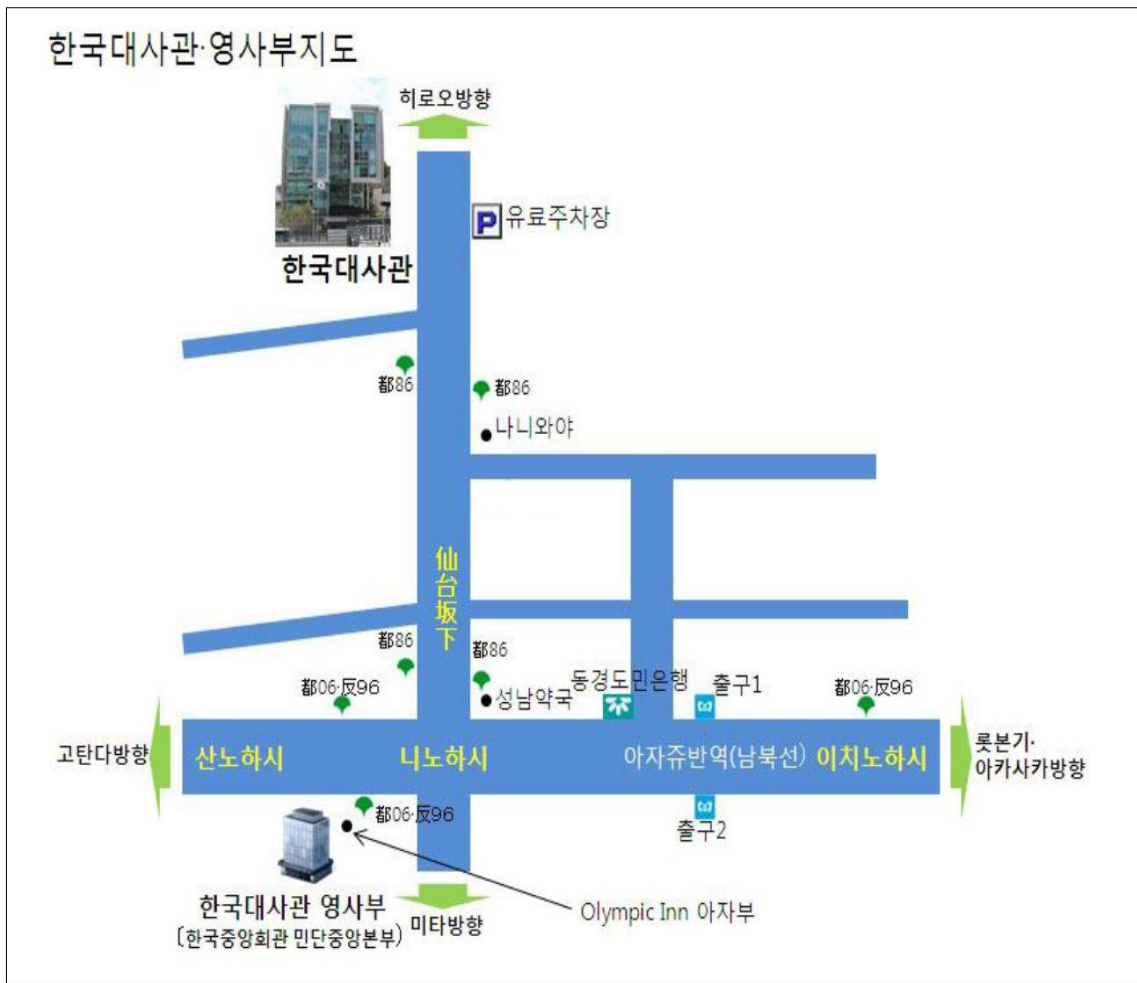 한국대사관·영사부지도
히로오방향
P 유료주차장
한국대사관
都86
都86
나니와야
仙台坂下
都86
都86
都06·反96
성남약국
동경도민은행
출구1
都06·反96
고탄다방향
산노하시
니노하시
아자쥬반역(남북선)
이치노하시
롯본기·
아카사카방향
都06·反96
출구2
한국대사관 영사부
(한국중앙회관 민단중앙본부)
미타방향
Olympic Inn 아자부